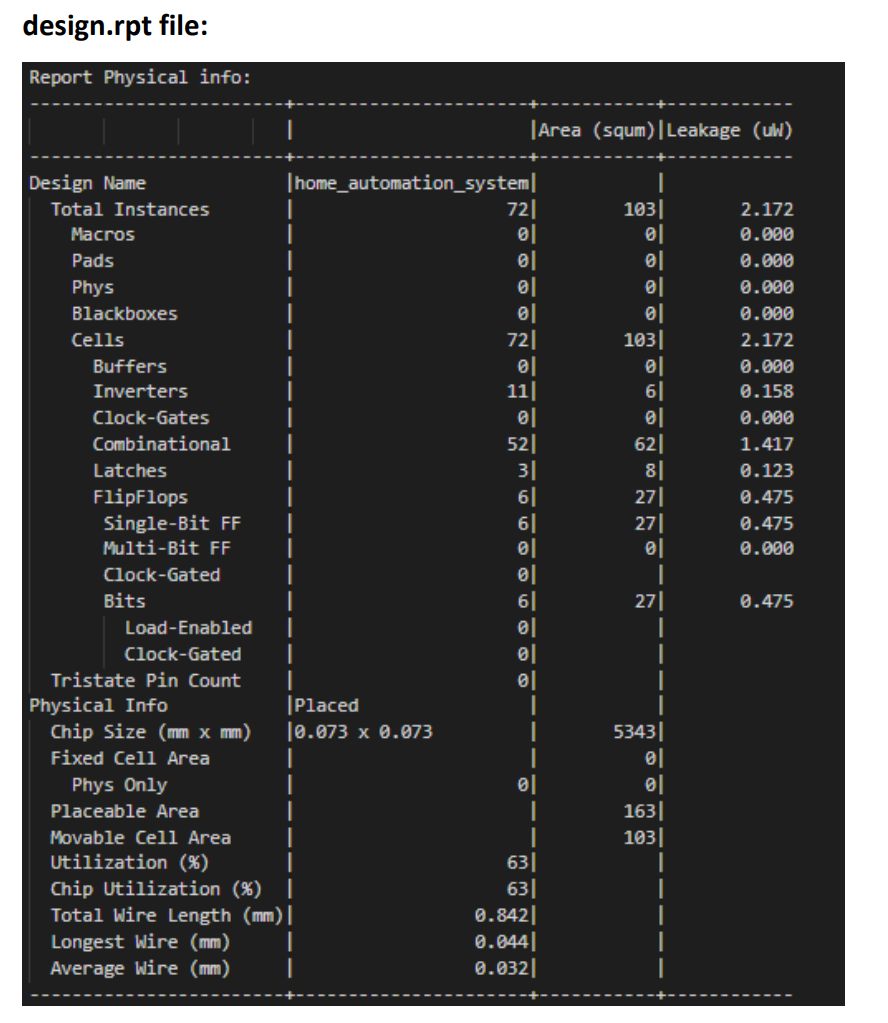 design.rpt file:
Report Physical info:
------------------------+----------------------+-----------+------------
| | | | |Area (squm)|Leakage (uW)
------------------------+----------------------+-----------+------------
Design Name |home_automation_system| |
Total Instances | 72| 103| 2.172
Macros | 0| 0| 0.000
Pads | 0| 0| 0.000
Phys | 0| 0| 0.000
Blackboxes | 0| 0| 0.000
Cells | 72| 103| 2.172
Buffers | 0| 0| 0.000
Inverters | 11| 6| 0.158
Clock-Gates | 0| 0| 0.000
Combinational | 52| 62| 1.417
Latches | 3| 8| 0.123
FlipFlops | 6| 27| 0.475
Single-Bit FF | 6| 27| 0.475
Multi-Bit FF | 0| 0| 0.000
Clock-Gated | 0| |
Bits | 6| 27| 0.475
Load-Enabled | 0| |
Clock-Gated | 0| |
Tristate Pin Count | 0| |
Physical Info |Placed | |
Chip Size (mm x mm) |0.073 x 0.073 | 5343|
Fixed Cell Area | | 0|
Phys Only | 0| 0|
Placeable Area | | 163|
Movable Cell Area | | 103|
Utilization (%) | 63| |
Chip Utilization (%) | 63| |
Total Wire Length (mm)| 0.842| |
Longest Wire (mm) | 0.044| |
Average Wire (mm) | 0.032| |
------------------------+----------------------+-----------+------------